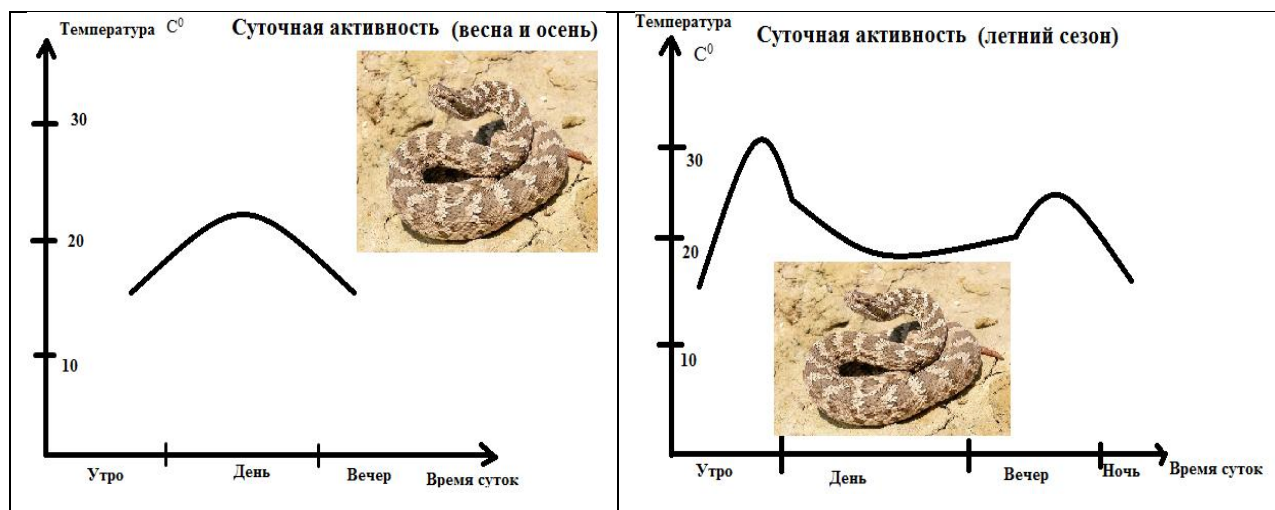 Температура С⁰
Суточная активность (весна и осень)
30
20
10
Утро
День
Вечер
Время суток
Температура
С⁰
Суточная активность (летний сезон)
30
20
10
Утро
День
Вечер
Ночь
Время суток